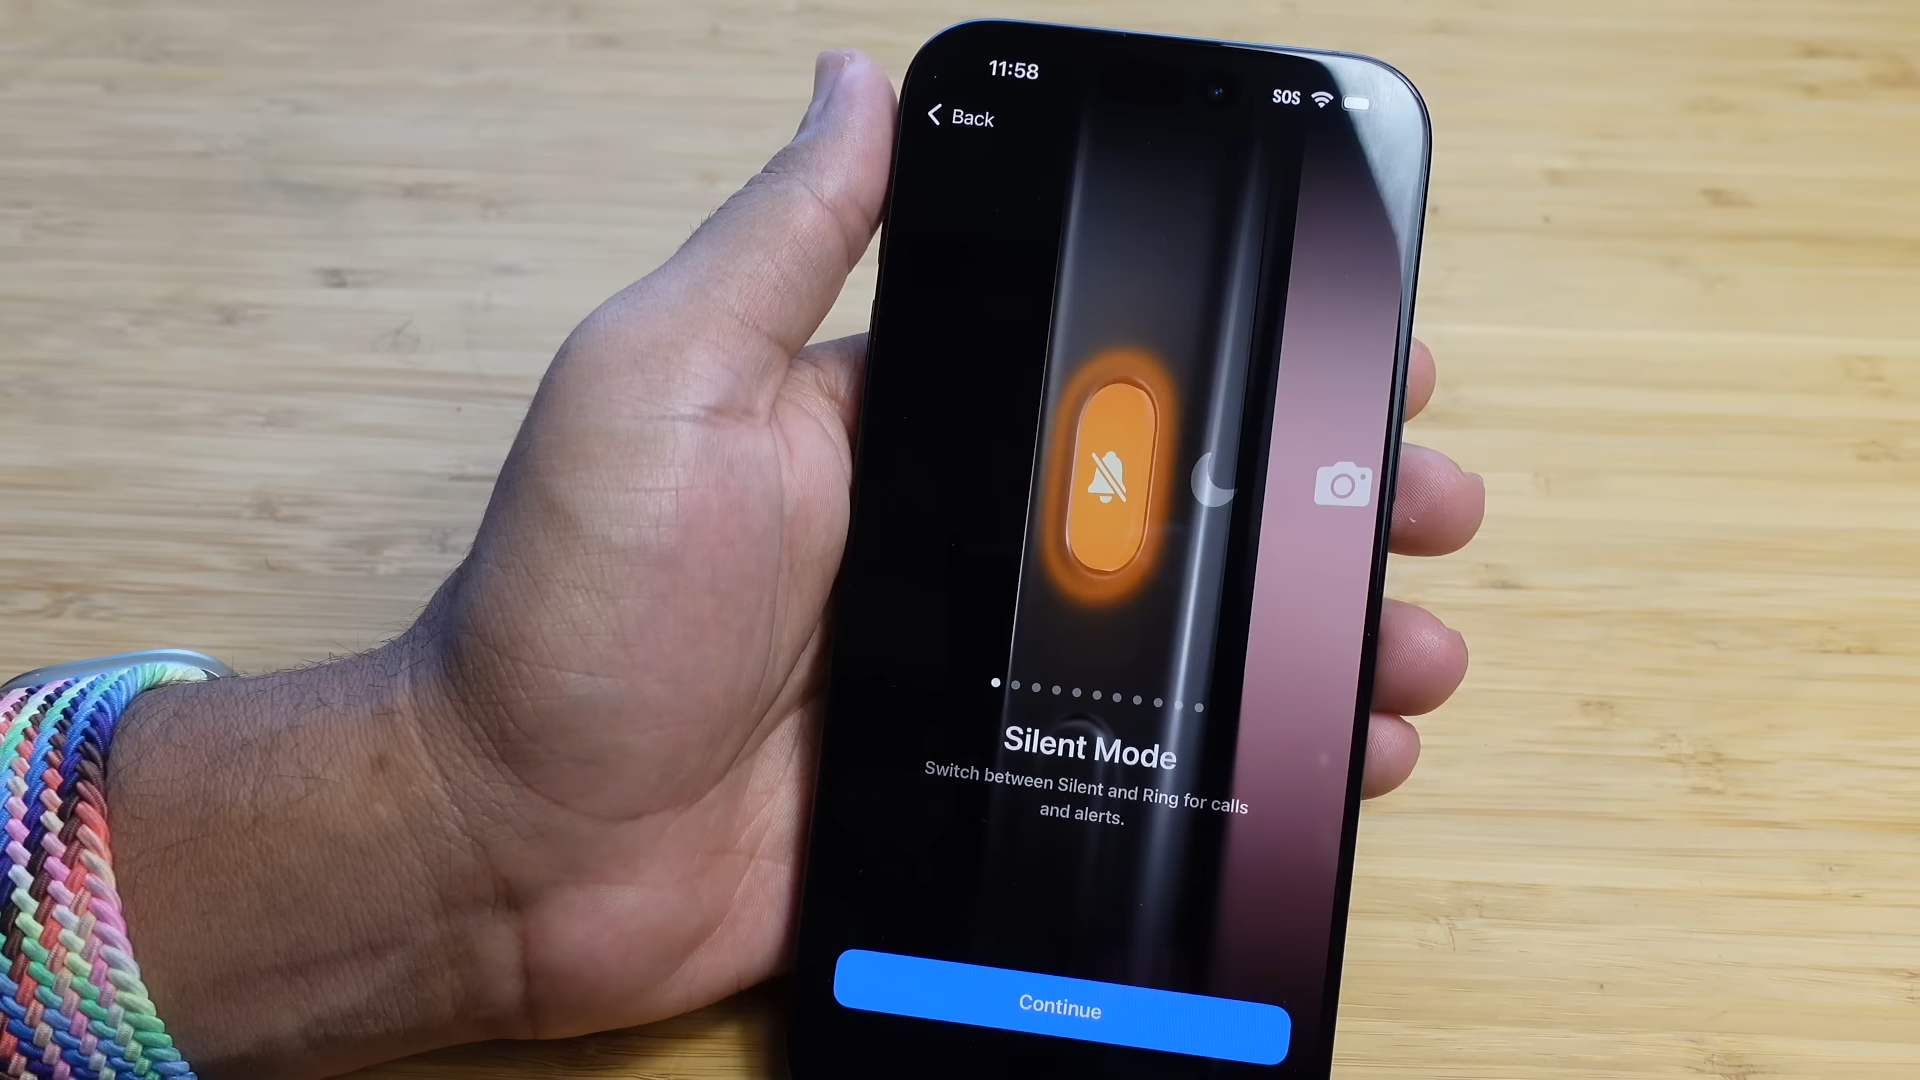 11:58
SOS
Back
Silent Mode
Switch between Silent and Ring for calls
and alerts.
Continue